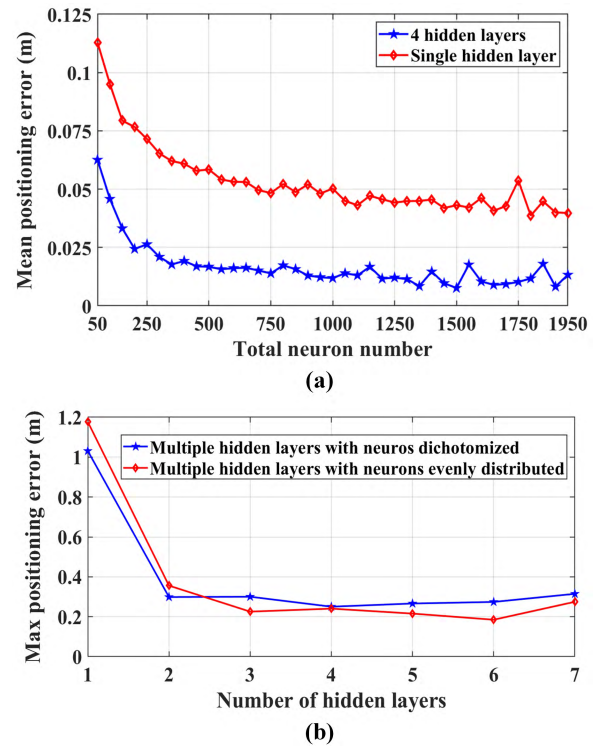 0.125
0.1
0.075
0.05
0.025
0
Mean positioning error (m)
4 hidden layers
Single hidden layer
50 250 500 750 1000 1250 1500 1750 1950
Total neuron number
(a)
1.2
1
0.8
0.6
0.4
0.2
0
Max positioning error (m)
Multiple hidden layers with neuros dichotomized
Multiple hidden layers with neurons evenly distributed
1 2 3 4 5 6 7
Number of hidden layers
(b)